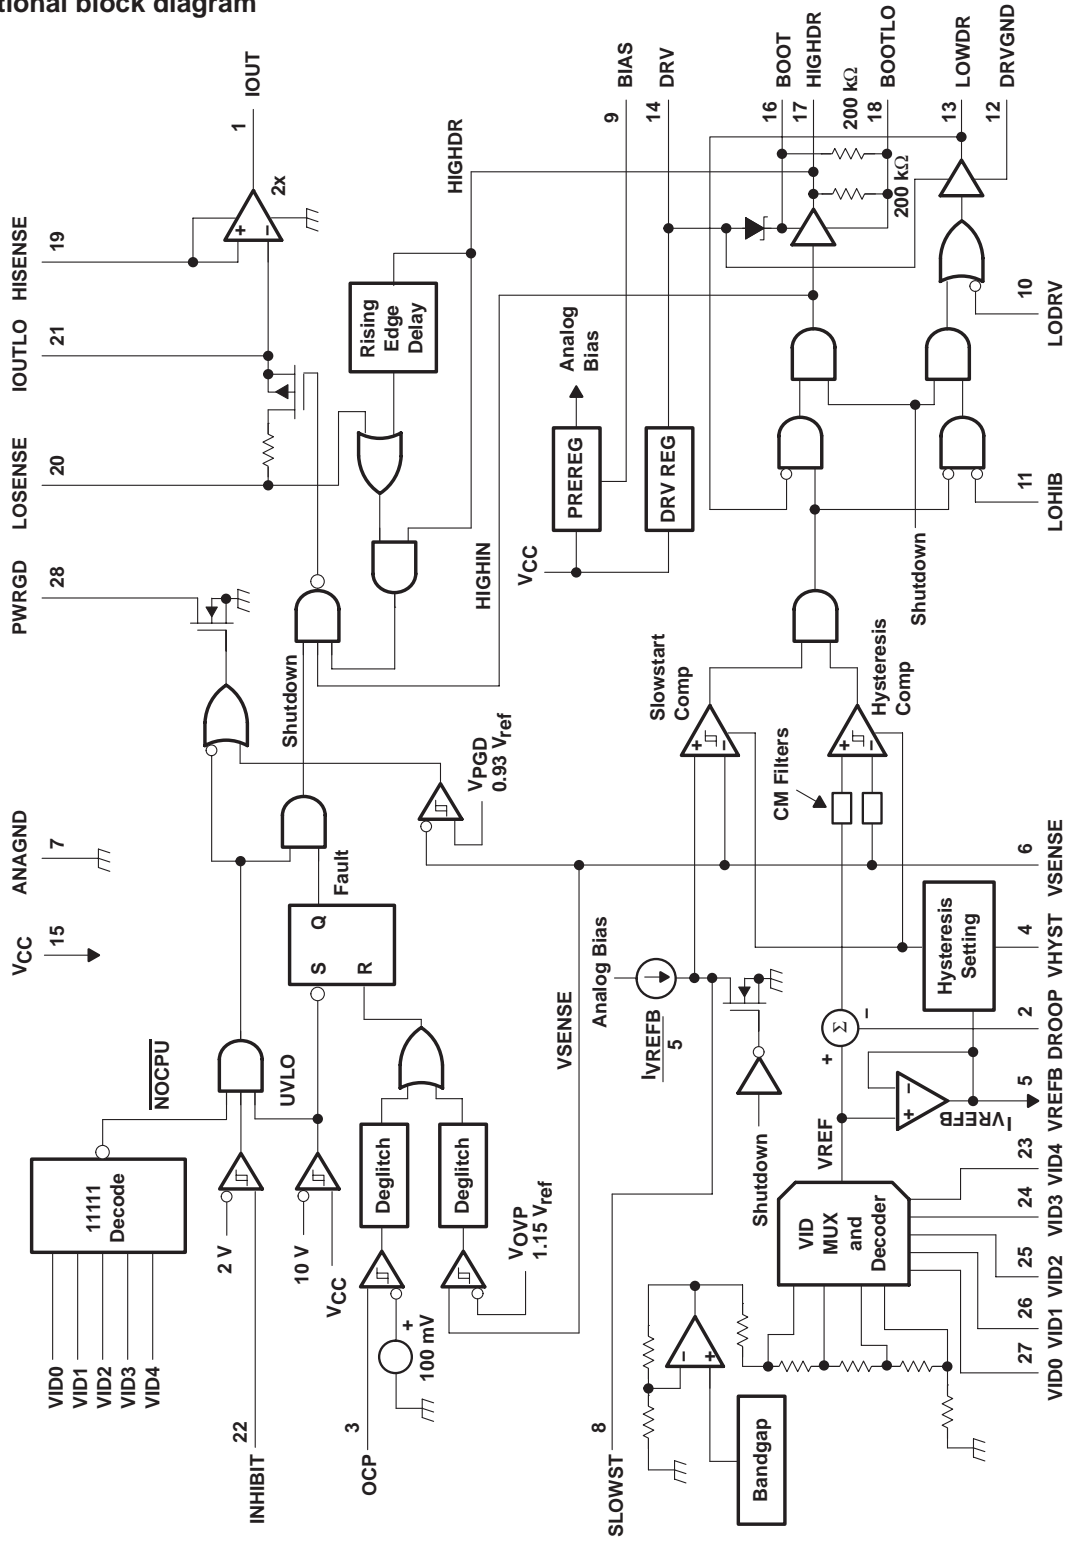 tional block diagram
VID0
VID1
VID2
VID3
VID4
11111
Decode
NOCPU
22
INHIBIT
2 V
UVLO
10 V
VCC
3
OCP
100 mV
+
Deglitch
Deglitch
VOVP
1.15 Vref
S
R
Q
Fault
VCC
15
ANAGND
7
Shutdown
PWRGD
28
VPGD
0.93 Vref
VSENSE
LOSENSE
20
IOUTLO
21
HISENSE
19
+
–
2x
1
IOUT
Rising
Edge
Delay
HIGHDR
HIGHIN
VCC
PREREG
Analog
Bias
DRV REG
9
BIAS
14
DRV
16
BOOT
17
HIGHDR
200 kΩ
18
BOOTLO
200 kΩ
13
LOWDR
12
DRVGND
10
LODRV
11
LOHIB
Shutdown
8
SLOWST
Analog Bias
IVREFB
5
Shutdown
Slowstart
Comp
+
–
Hysteresis
Comp
+
–
CM Filters
Bandgap
–
+
VID
MUX
and
Decoder
VREF
+
Σ
–
+
–
IVREFB
Hysteresis
Setting
27
VID0
26
VID1
25
VID2
24
VID3
23
VID4
5
VREFB
2
DROOP
4
VHYST
6
VSENSE